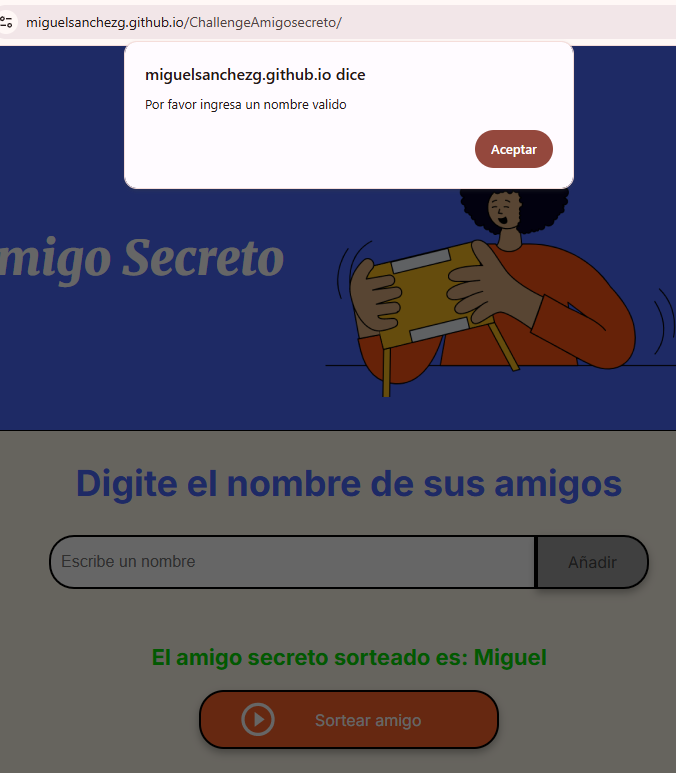 miguelsanchezg.github.io/ChallengeAmigosecreto/
miguelsanchezg.github.io dice
Por favor ingresa un nombre valido
Aceptar
migo Secreto
Digite el nombre de sus amigos
Escribe un nombre
Añadir
El amigo secreto sorteado es: Miguel
Sortear amigo